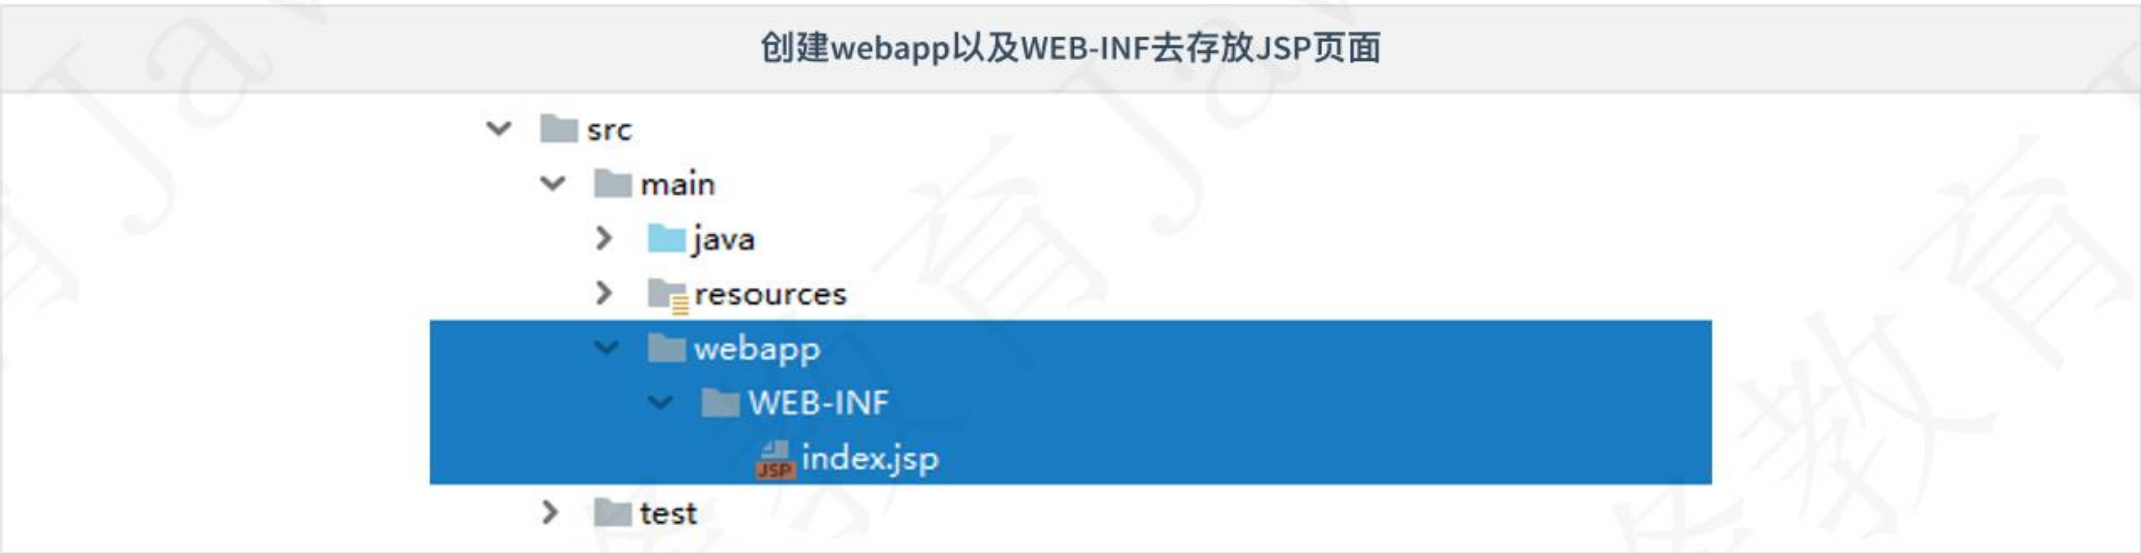 创建webapp以及WEB-INF去存放JSP页面
src
main
java
resources
webapp
WEB-INF
JSP index.jsp
test